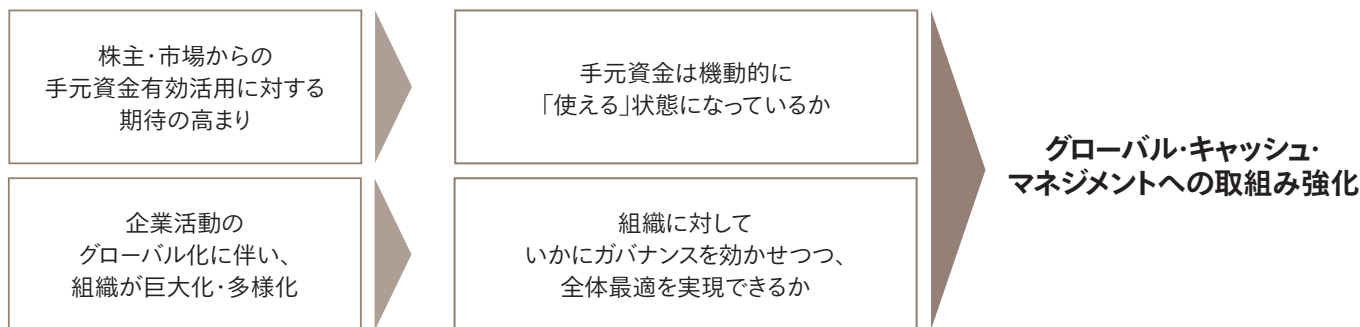 株主・市場からの
手元資金有効活用に対する
期待の高まり
手元資金は機動的に
「使える」状態になっているか
企業活動の
グローバル化に伴い、
組織が巨大化・多様化
組織に対して
いかにガバナンスを効かせつつ、
全体最適を実現できるか
グローバル・キャッシュ・
マネジメントへの取組み強化